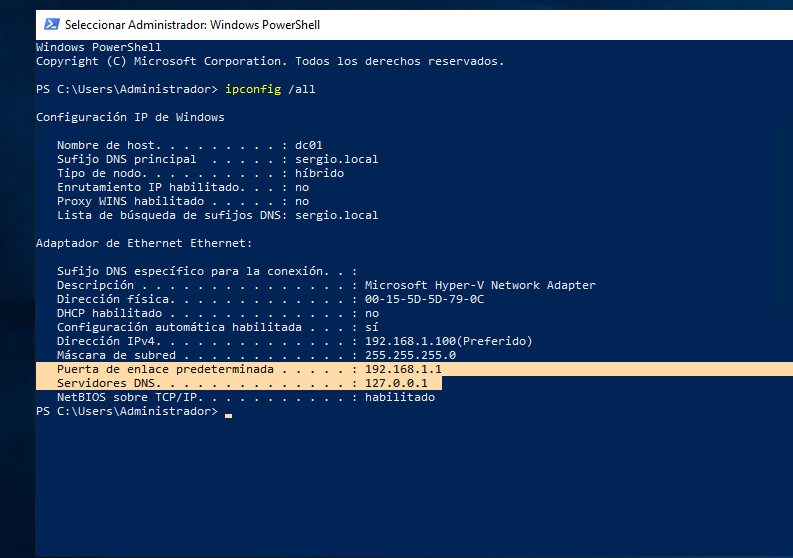 Seleccionar Administrador: Windows PowerShell
Windows PowerShell
Copyright (C) Microsoft Corporation. Todos los derechos reservados.
PS C:\Users\Administrador> ipconfig /all
Configuración IP de Windows
Nombre de host. . . . . . . . . : dc01
Sufijo DNS principal  . . . . . : sergio.local
Tipo de nodo. . . . . . . . . . : híbrido
Enrutamiento IP habilitado. . . : no
Proxy WINS habilitado . . . . . : no
Lista de búsqueda de sufijos DNS: sergio.local
Adaptador de Ethernet Ethernet:
Sufijo DNS específico para la conexión. . :
Descripción . . . . . . . . . . . . . . . : Microsoft Hyper-V Network Adapter
Dirección física. . . . . . . . . . . . . : 00-15-5D-5D-79-0C
DHCP habilitado . . . . . . . . . . . . . : no
Configuración automática habilitada . . . : sí
Dirección IPv4. . . . . . . . . . . . . . : 192.168.1.100(Preferido)
Máscara de subred . . . . . . . . . . . . : 255.255.255.0
Puerta de enlace predeterminada . . . . . : 192.168.1.1
Servidores DNS. . . . . . . . . . . . . . : 127.0.0.1
NetBIOS sobre TCP/IP. . . . . . . . . . . : habilitado
PS C:\Users\Administrador>